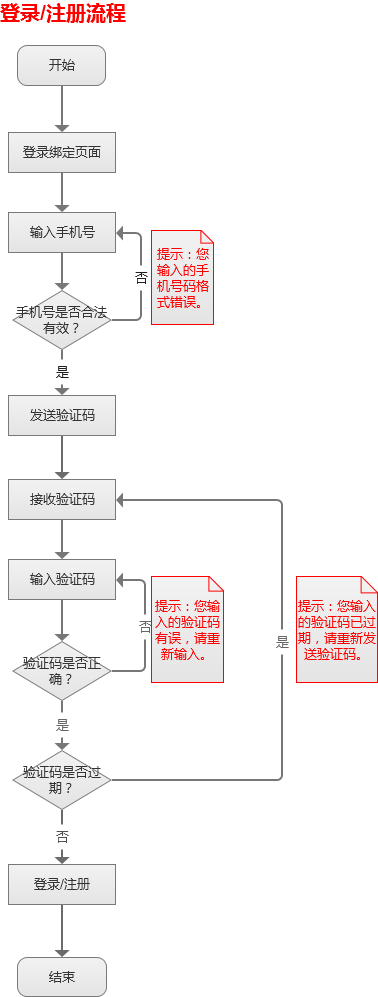 登录/注册流程
开始
登录绑定页面
输入手机号
提示：您
输入的手
机号码格
式错误。
否
手机号是否合法
有效？
是
发送验证码
接收验证码
输入验证码
提示：您输
入的验证码
有误，请重
新输入。
提示：您输入
的验证码已过
期，请重新发
送验证码。
否
是
验证码是否正
确？
是
验证码是否过
期？
否
登录/注册
结束